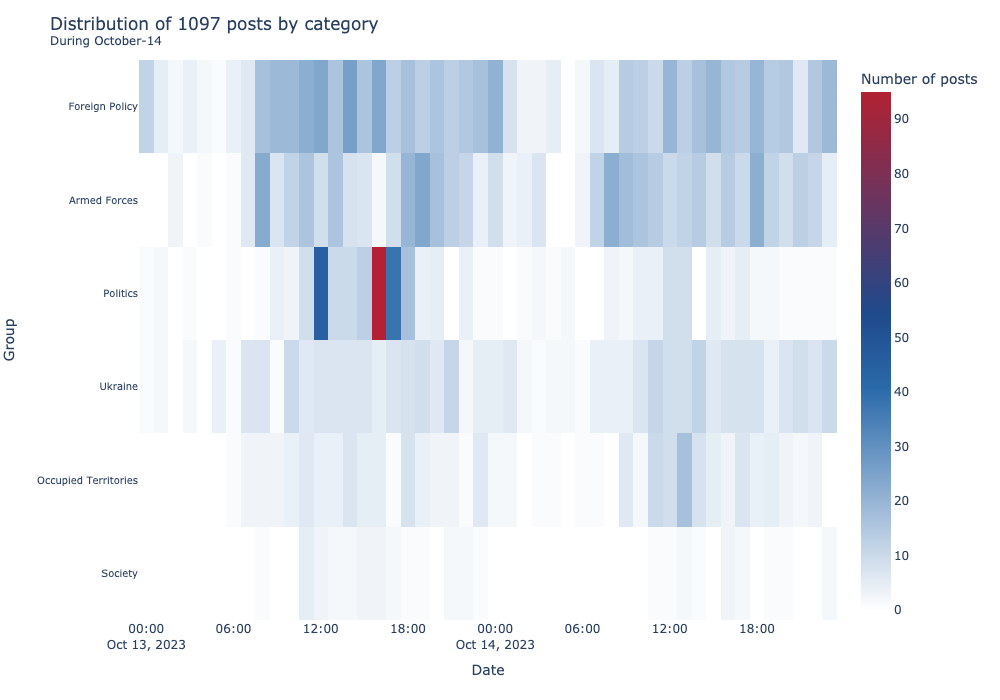 Distribution of 1097 posts by category
During October-14
Number of posts
90
80
70
60
50
40
30
20
10
0
Group
Foreign Policy
Armed Forces
Politics
Ukraine
Occupied Territories
Society
00:00 06:00 12:00 18:00 00:00 06:00 12:00 18:00
Oct 13, 2023 Oct 14, 2023
Date